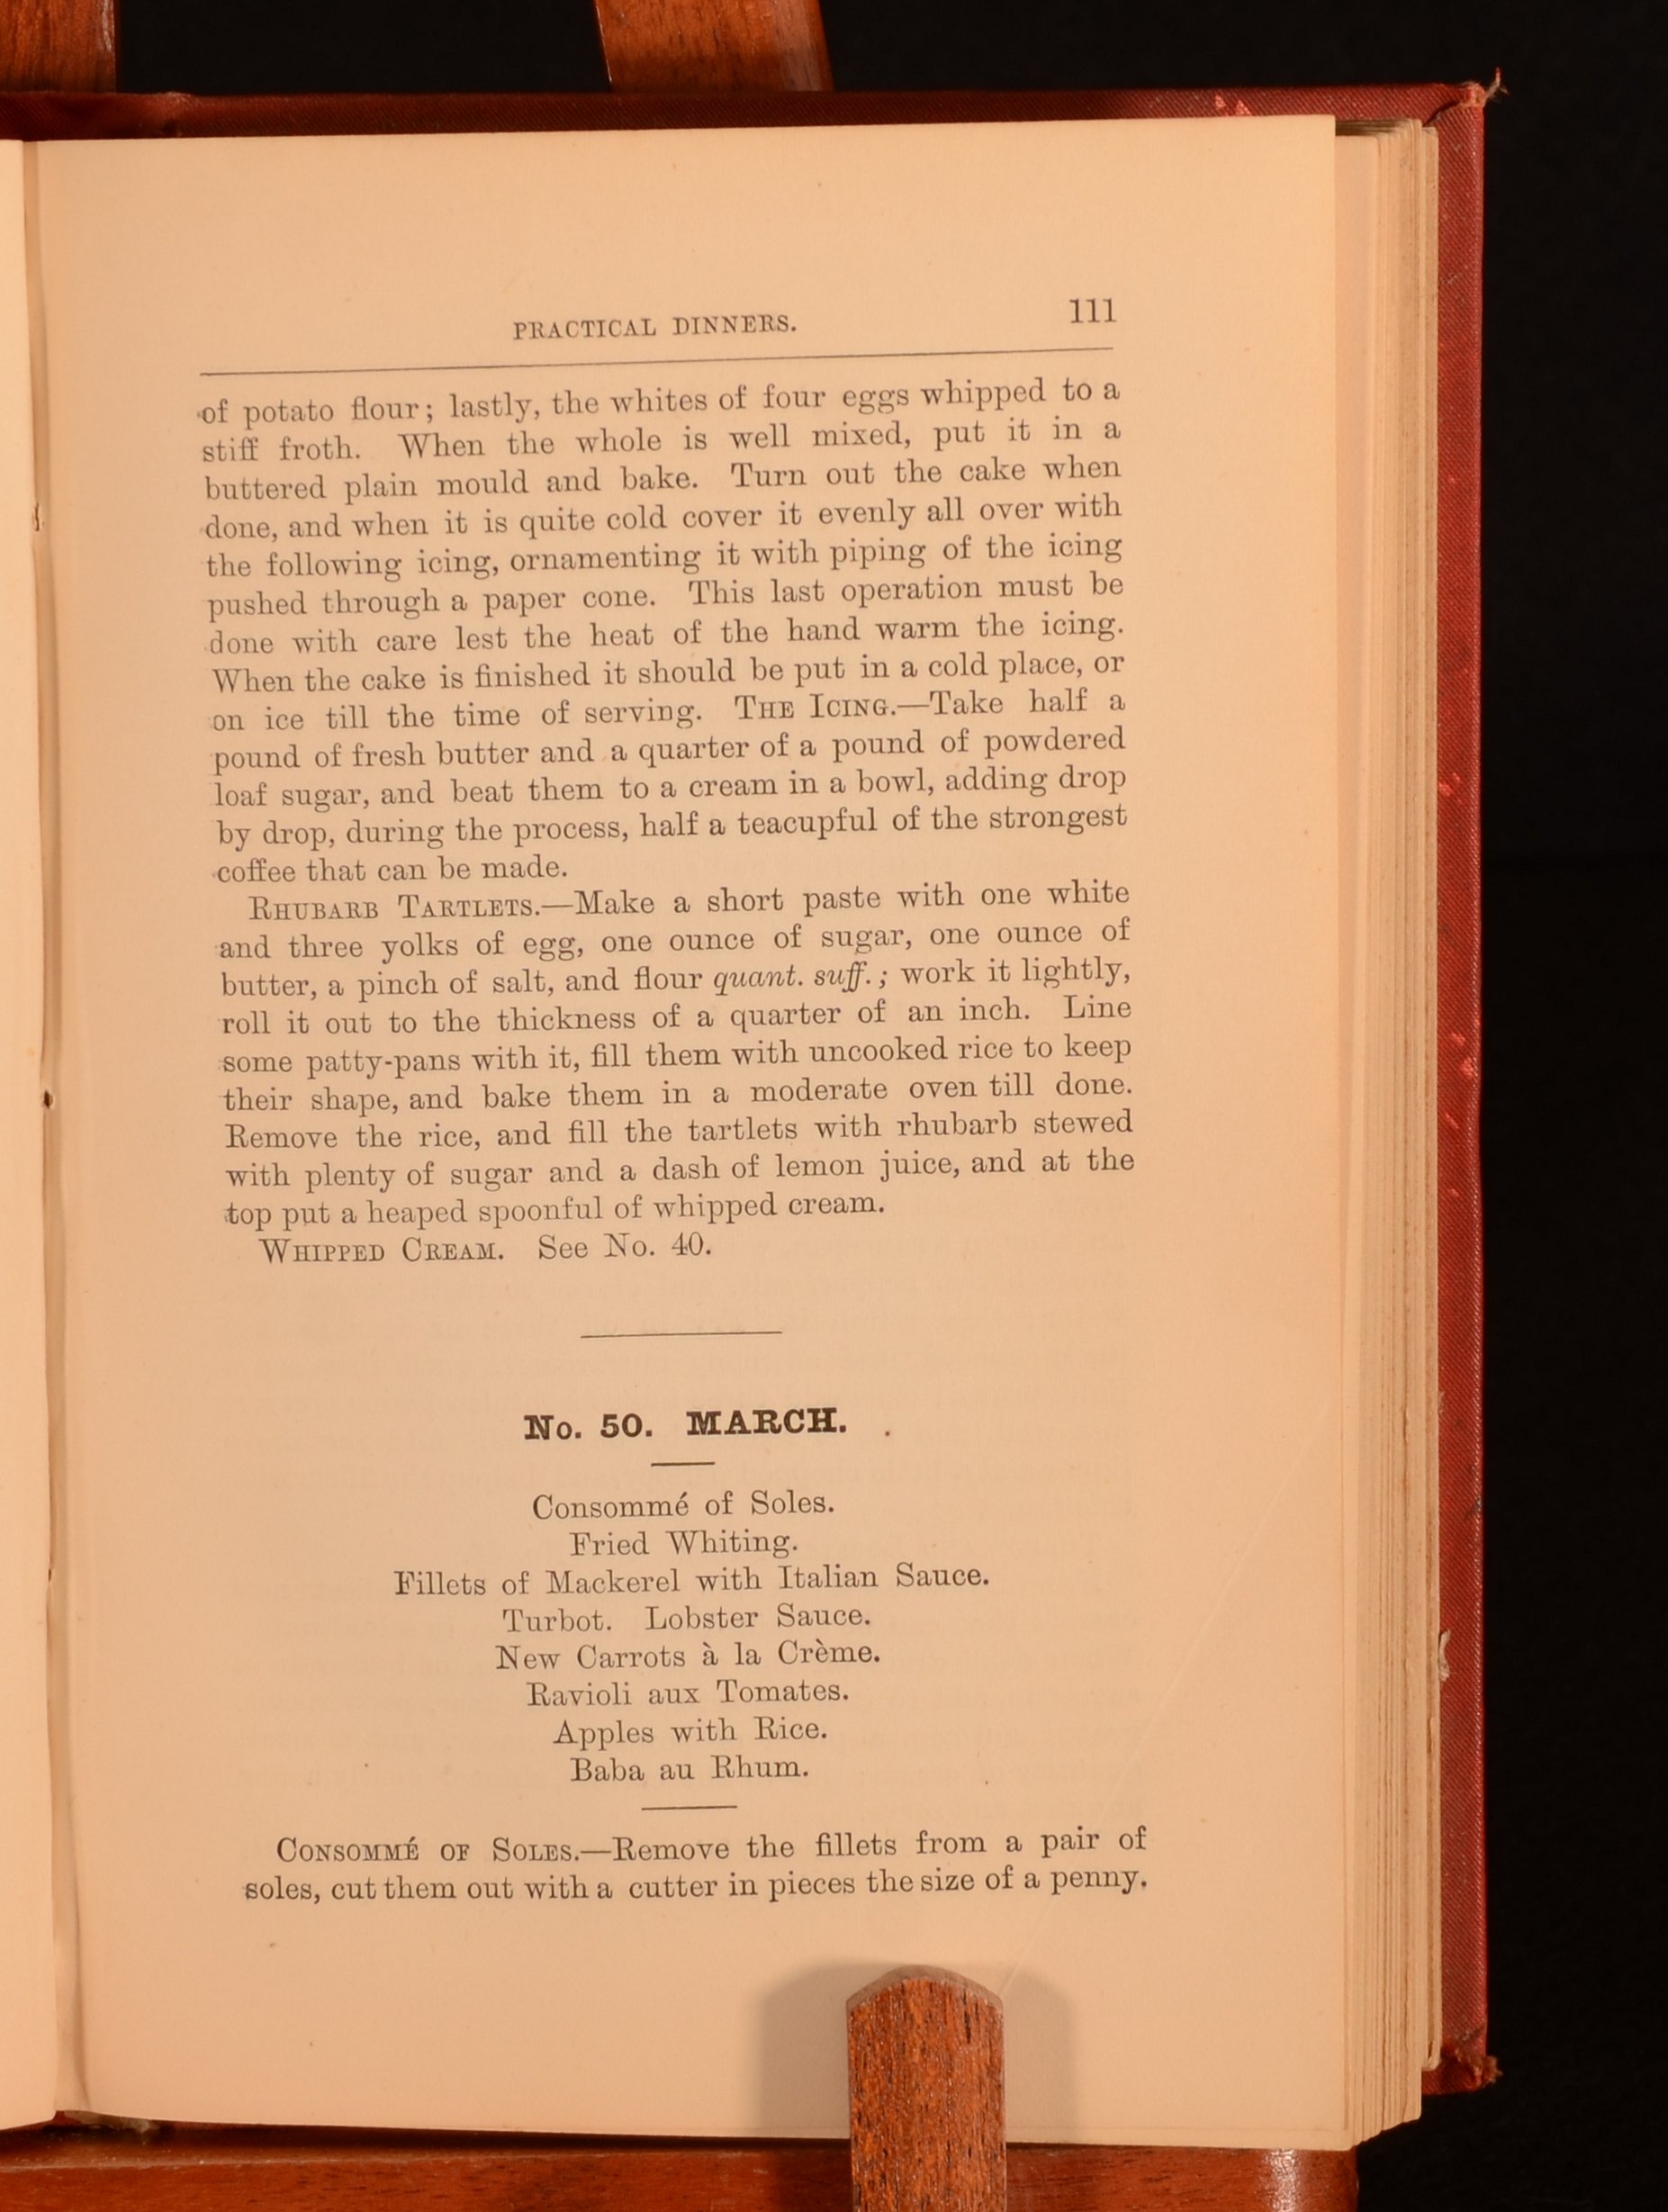 PRACTICAL DINNERS. 111
of potato flour; lastly, the whites of four eggs whipped to a
stiff froth. When the whole is well mixed, put it in a
buttered plain mould and bake. Turn out the cake when
done, and when it is quite cold cover it evenly all over with
the following icing, ornamenting it with piping of the icing
pushed through a paper cone. This last operation must be
done with care lest the heat of the hand warm the icing.
When the cake is finished it should be put in a cold place, or
on ice till the time of serving. THE ICING.—Take half a
pound of fresh butter and a quarter of a pound of powdered
loaf sugar, and beat them to a cream in a bowl, adding drop
by drop, during the process, half a teacupful of the strongest
coffee that can be made.
RHUBARB TARTLETS.—Make a short paste with one white
and three yolks of egg, one ounce of sugar, one ounce of
butter, a pinch of salt, and flour quant. suff.; work it lightly,
roll it out to the thickness of a quarter of an inch. Line
some patty-pans with it, fill them with uncooked rice to keep
their shape, and bake them in a moderate oven till done.
Remove the rice, and fill the tartlets with rhubarb stewed
with plenty of sugar and a dash of lemon juice, and at the
top put a heaped spoonful of whipped cream.
WHIPPED CREAM. See No. 40.
No. 50. MARCH.
Consommé of Soles.
Fried Whiting.
Fillets of Mackerel with Italian Sauce.
Turbot. Lobster Sauce.
New Carrots à la Crème.
Ravioli aux Tomates.
Apples with Rice.
Baba au Rhum.
CONSOMMÉ OF SOLES.—Remove the fillets from a pair of
soles, cut them out with a cutter in pieces the size of a penny.